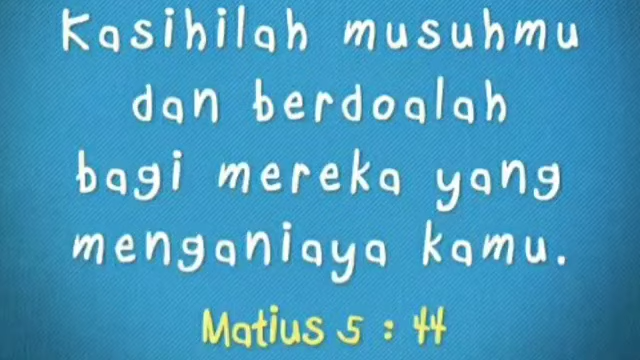 Kasihilah musuhmu
dan berdoalah
bagi mereka yang
menganiaya kamu.
Matius 5 : 44